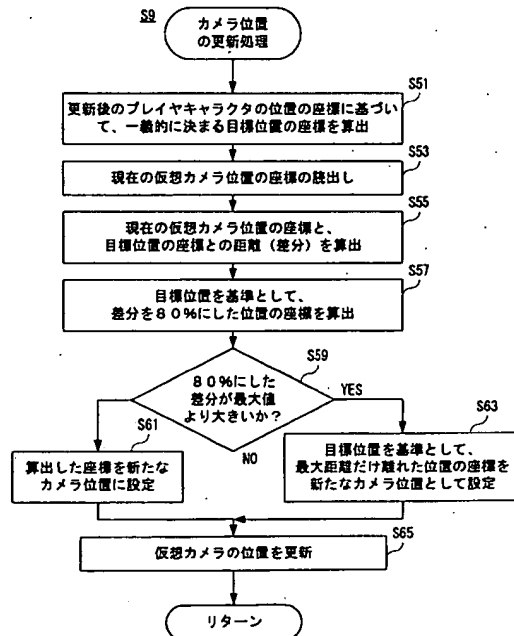 S9
カメラ位置
の更新処理
S51
更新後のプレイヤキャラクタの位置の座標に基づい
て、一義的に決まる目標位置の座標を算出
S53
現在の仮想カメラ位置の座標の読出し
S55
現在の仮想カメラ位置の座標と、
目標位置の座標との距離（差分）を算出
S57
目標位置を基準として、
差分を８０％にした位置の座標を算出
S59
８０％にした
差分が最大値
より大きいか？
YES
NO
S61
算出した座標を新たな
カメラ位置に設定
S63
目標位置を基準として、
最大距離だけ離れた位置の座標を
新たなカメラ位置として設定
S65
仮想カメラの位置を更新
リターン